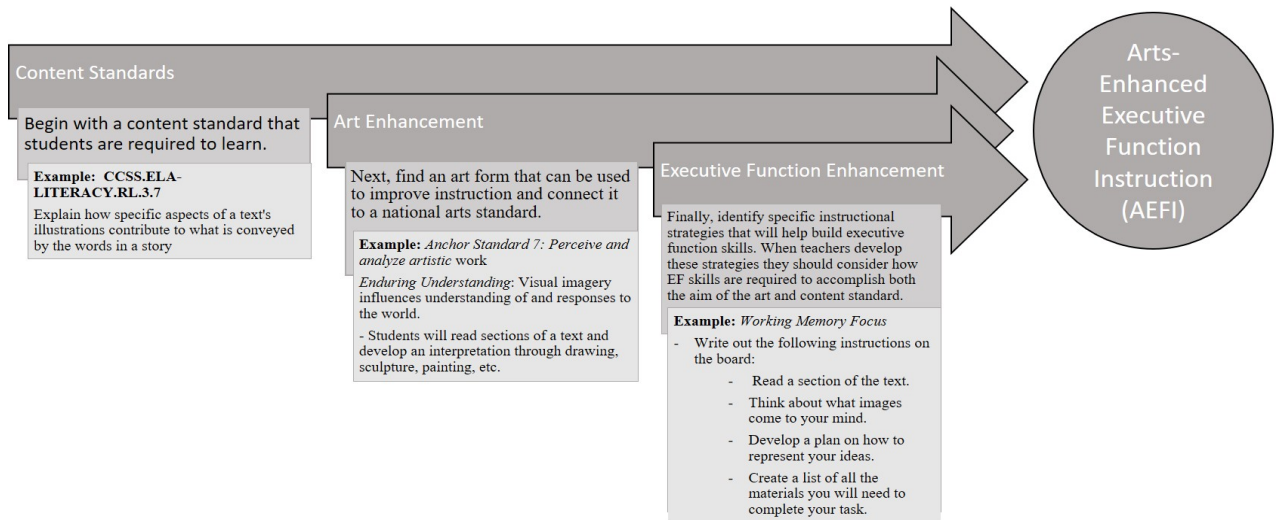 Content Standards
Begin with a content standard that
students are required to learn.
Example: CCSS.ELA-
LITERACY.RL.3.7
Explain how specific aspects of a text's
illustrations contribute to what is conveyed
by the words in a story
Art Enhancement
Next, find an art form that can be used
to improve instruction and connect it
to a national arts standard.
Example: Anchor Standard 7: Perceive and
analyze artistic work
Enduring Understanding: Visual imagery
influences understanding of and responses to
the world.
- Students will read sections of a text and
develop an interpretation through drawing,
sculpture, painting, etc.
Executive Function Enhancement
Finally, identify specific instructional
strategies that will help build executive
function skills. When teachers develop
these strategies they should consider how
EF skills are required to accomplish both
the aim of the art and content standard.
Example: Working Memory Focus
- Write out the following instructions on
the board:
- Read a section of the text.
- Think about what images
come to your mind.
- Develop a plan on how to
represent your ideas.
- Create a list of all the
materials you will need to
complete your task.
Arts-
Enhanced
Executive
Function
Instruction
(AEFI)